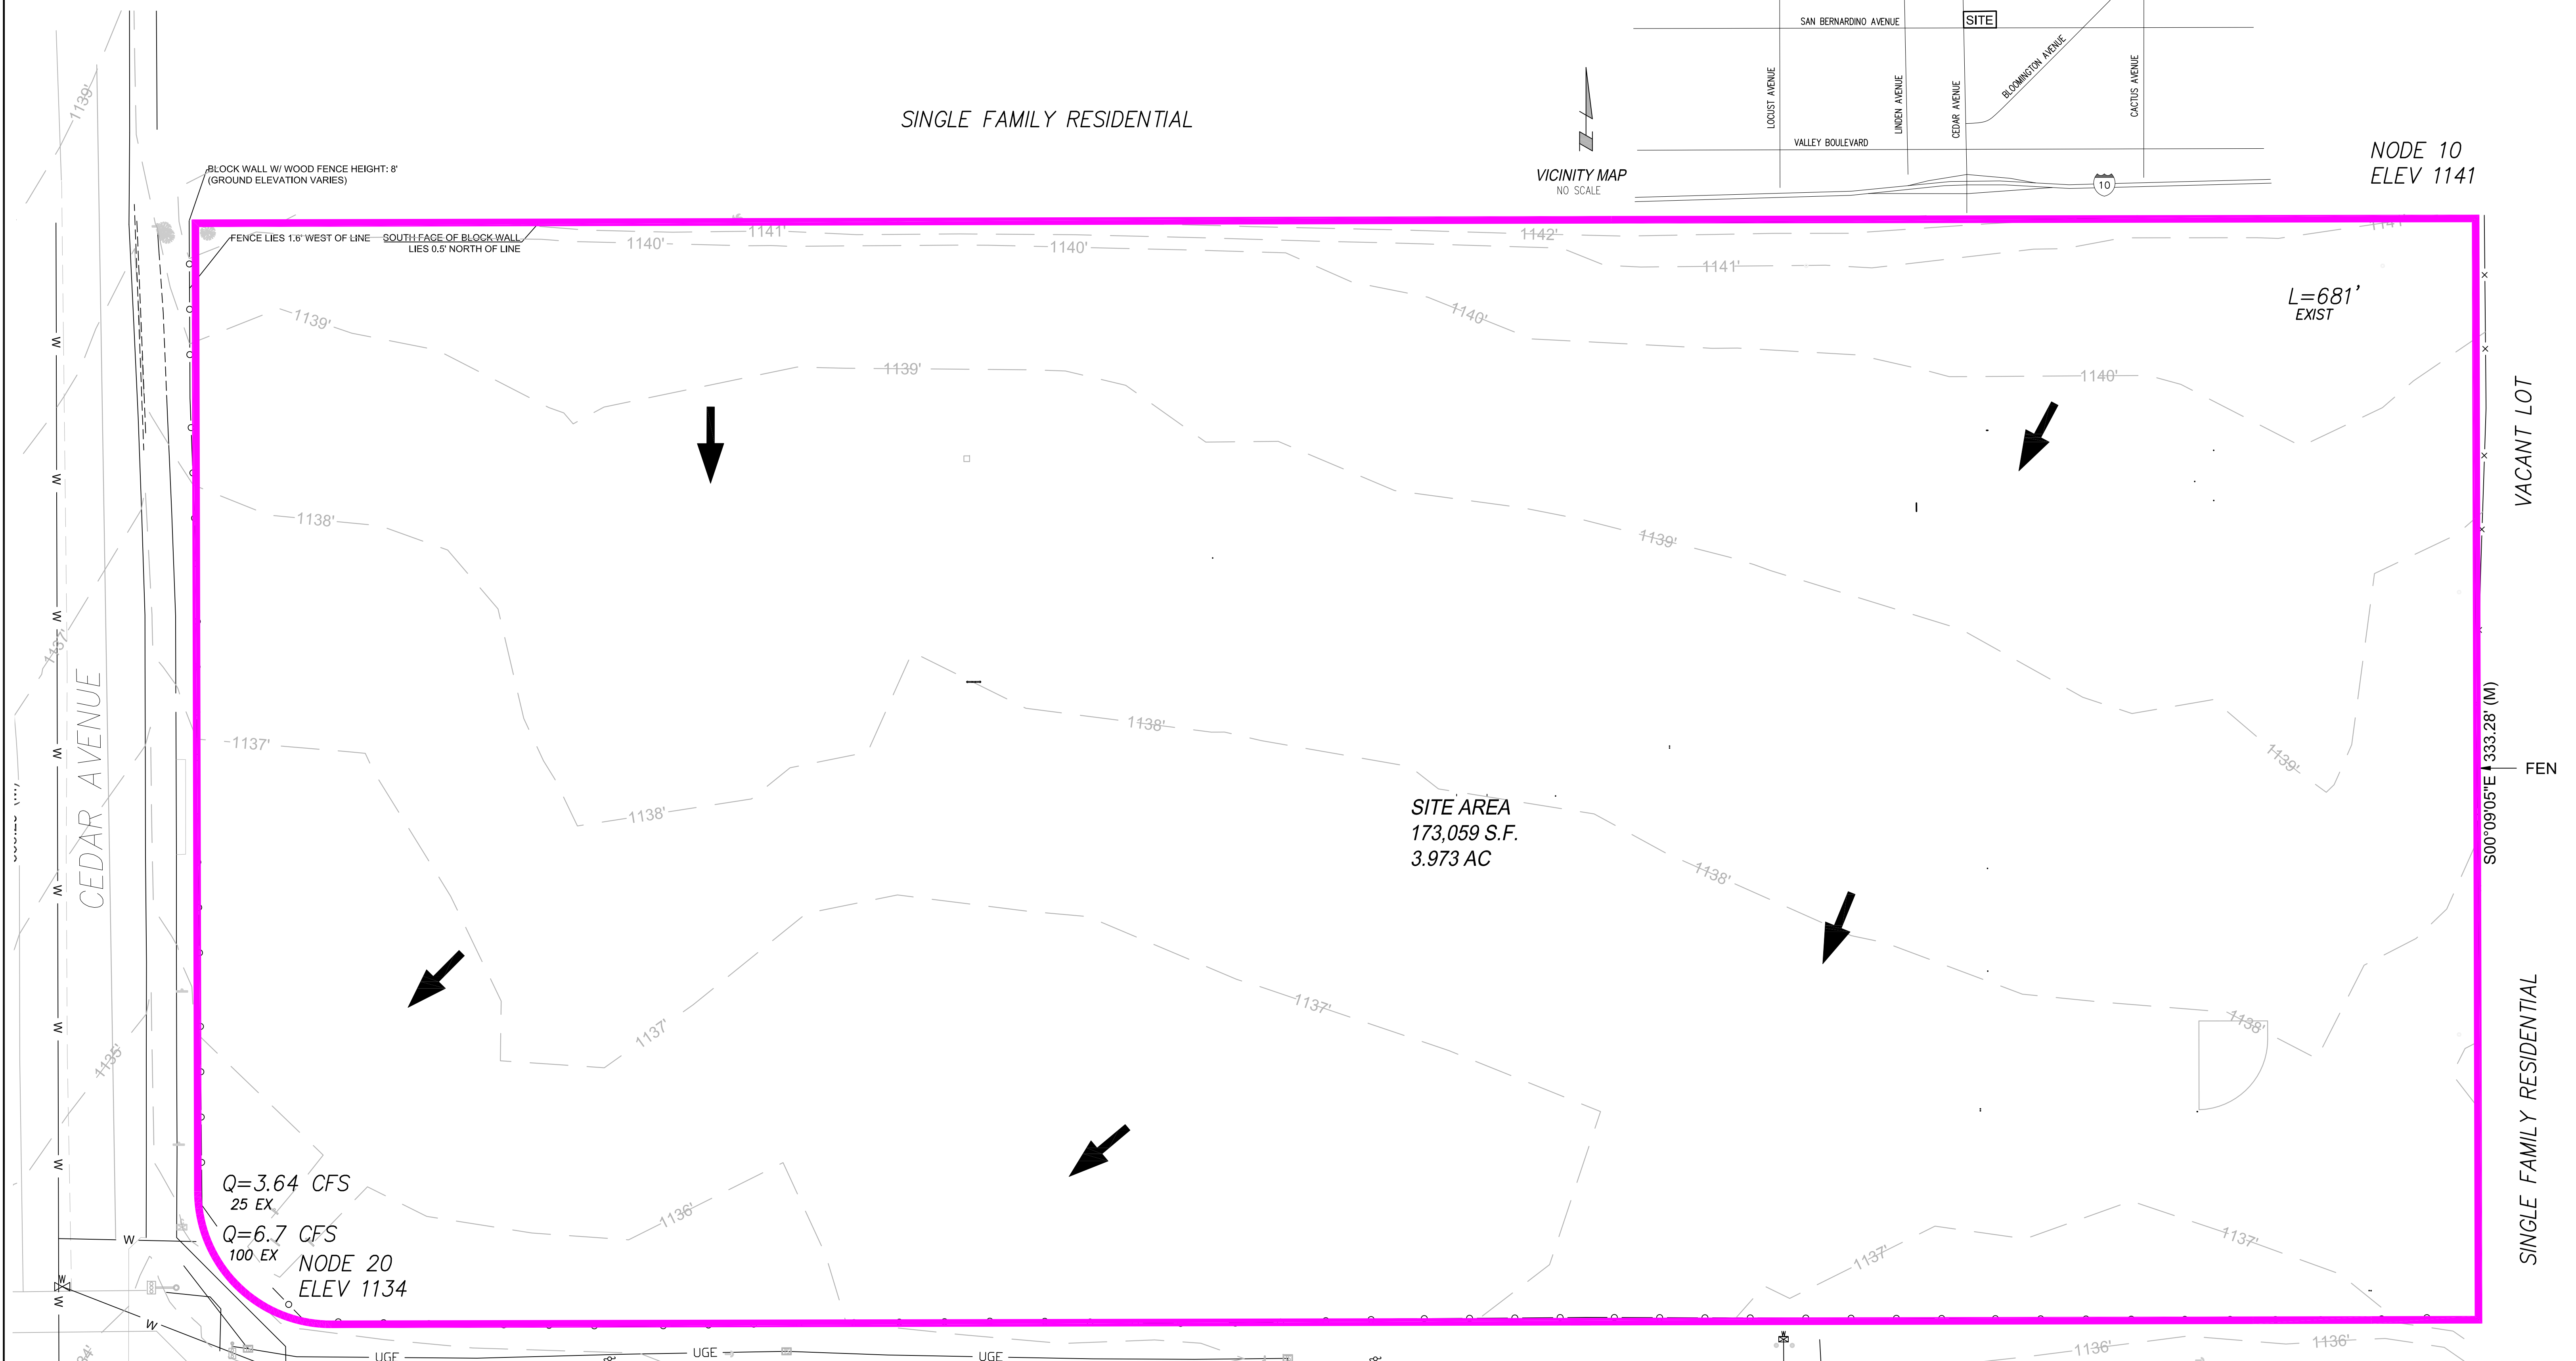 SAN BERNARDINO AVENUE
SITE
LOCUST AVENUE
LINDEN AVENUE
CEDAR AVENUE
BLOOMINGTON AVENUE
CACTUS AVENUE
VALLEY BOULEVARD
10
VICINITY MAP
NO SCALE
SINGLE FAMILY RESIDENTIAL
NODE 10
ELEV 1141
1139'
BLOCK WALL W/ WOOD FENCE HEIGHT: 8'
(GROUND ELEVATION VARIES)
FENCE LIES 1.6' WEST OF LINE
SOUTH FACE OF BLOCK WALL
LIES 0.5' NORTH OF LINE
1140'
1141'
1140'
1142'
1141'
1141'
L=681'
EXIST
1139'
1139'
1140'
1140'
VACANT LOT
W
W
W
W
W
W
W
W
1138'
1139'
1137'
CEDAR AVENUE
1137'
1138'
1138'
1139'
S00°09'05"E 333.28' (M)
FEN
SITE AREA
173,059 S.F.
3.973 AC
1138'
1137'
1137'
1138'
1135'
SINGLE FAMILY RESIDENTIAL
Q=3.64 CFS
25 EX
Q=6.7 CFS
100 EX
NODE 20
ELEV 1134
1136'
1137'
1137'
W
UGE
UGE
UGE
1136'
1136'